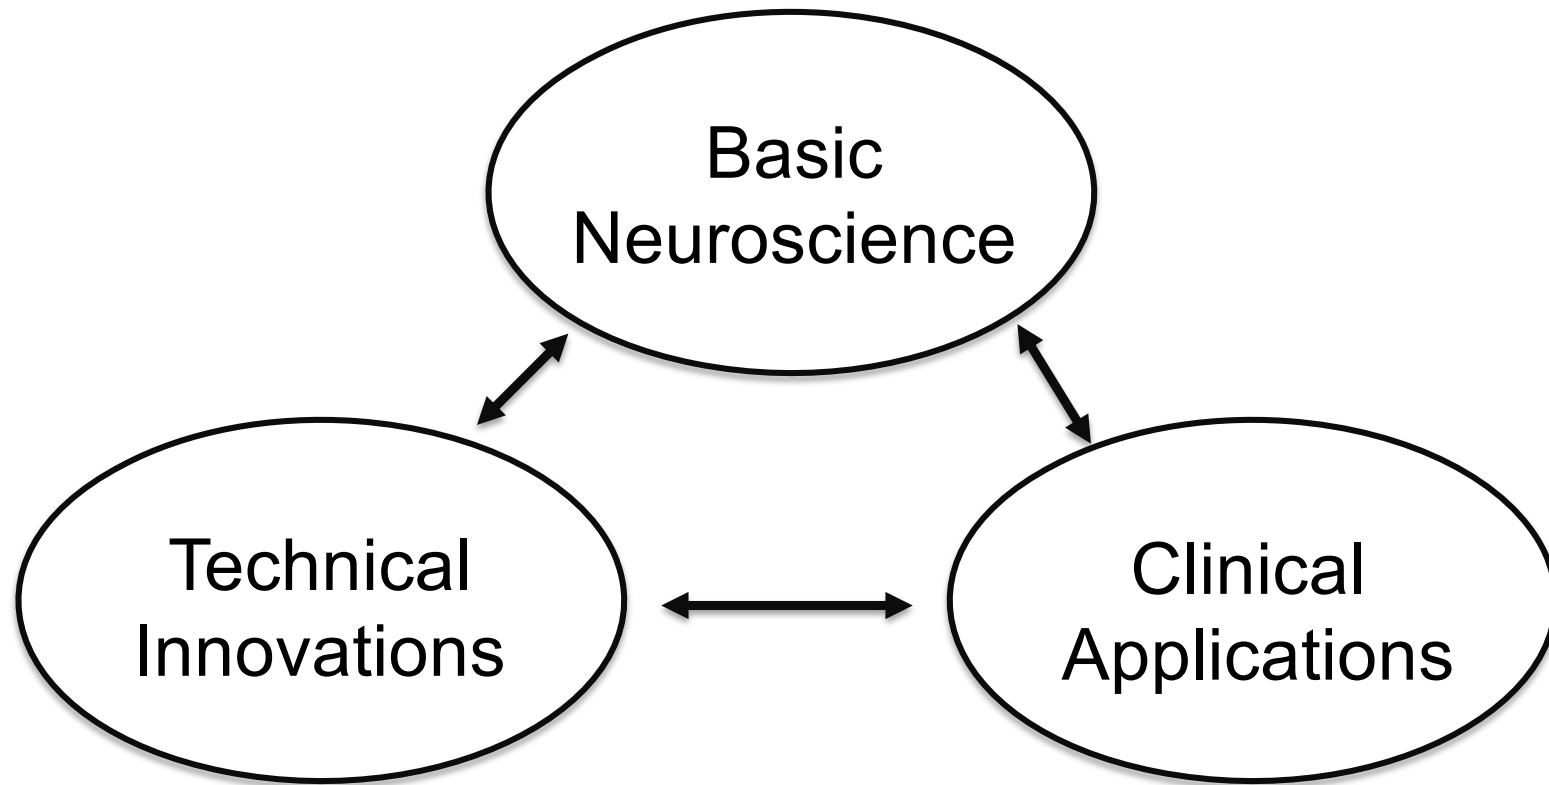 Basic
Neuroscience
Technical
Innovations
Clinical
Applications